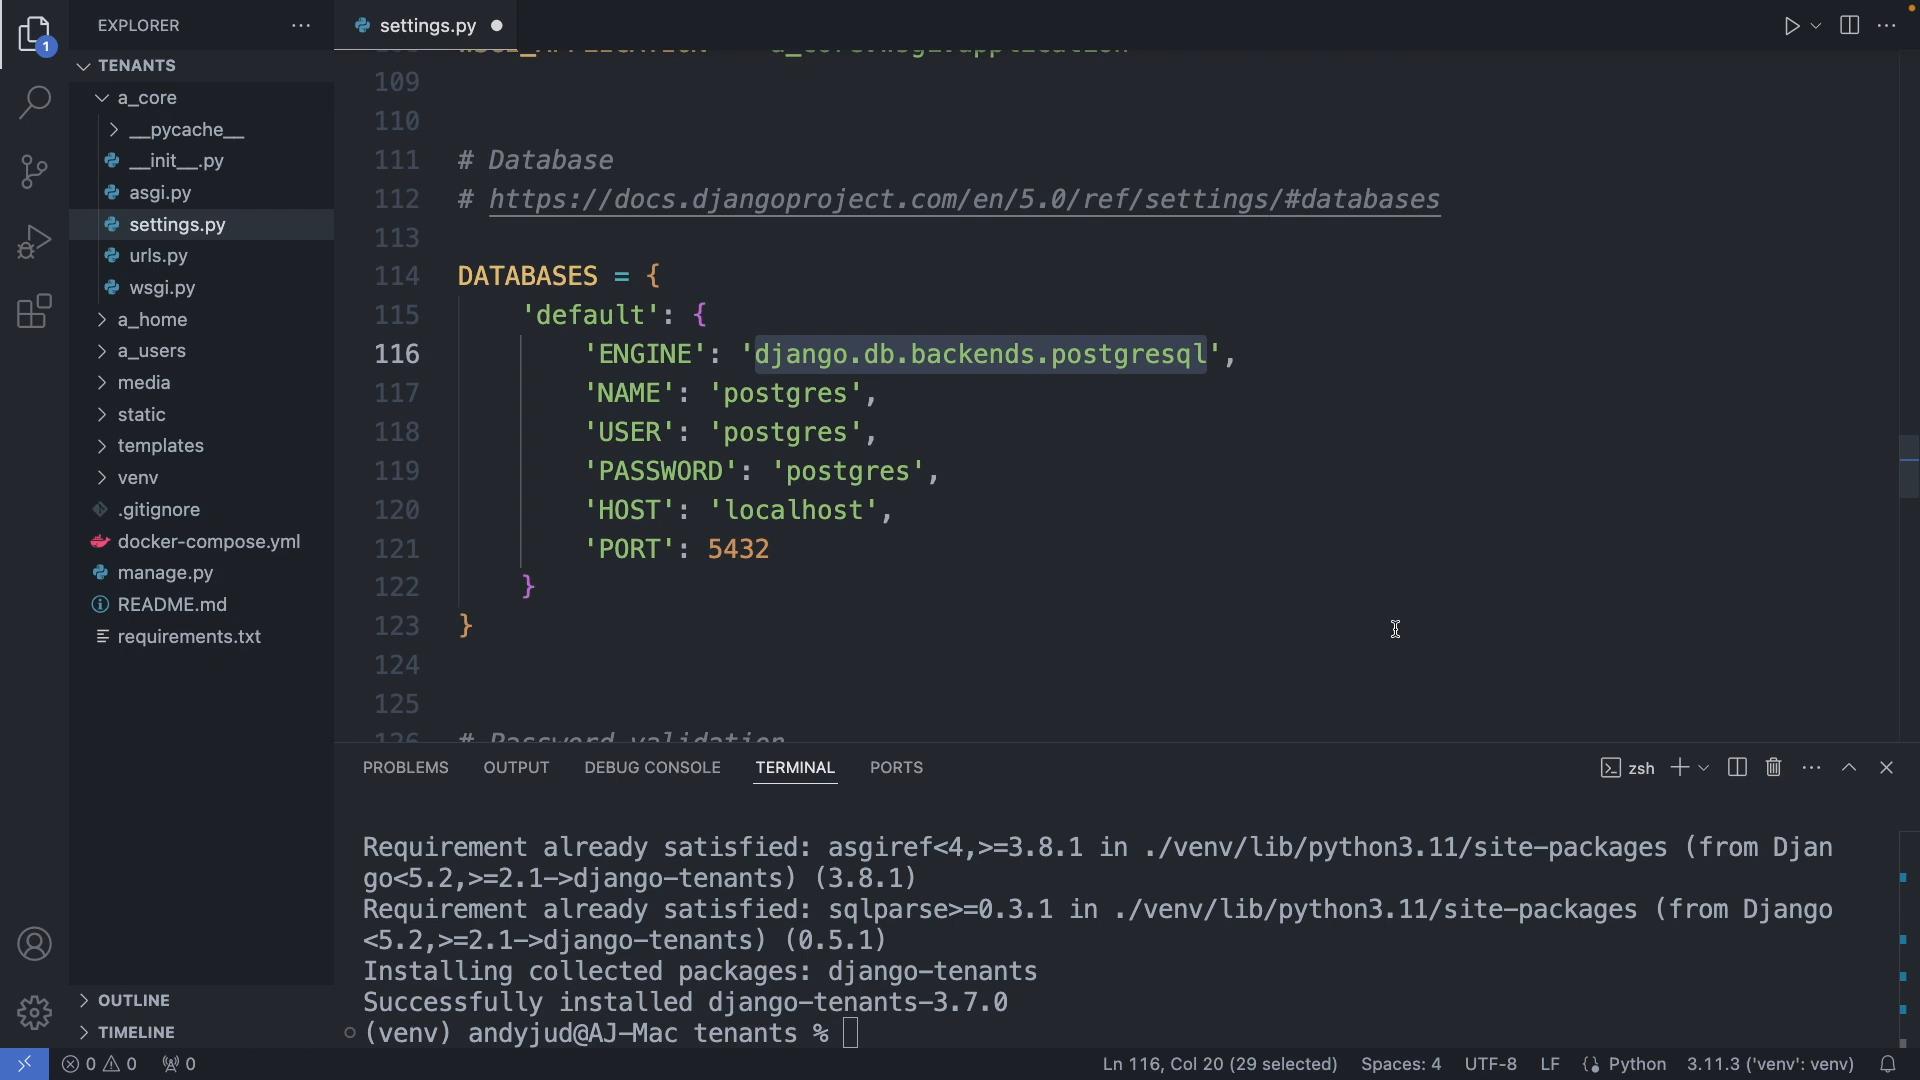 EXPLORER
settings.py
1
TENANTS
a_core
__pycache__
__init__.py
asgi.py
settings.py
urls.py
wsgi.py
a_home
a_users
media
static
templates
venv
.gitignore
docker-compose.yml
manage.py
README.md
requirements.txt
OUTLINE
TIMELINE
109
110
111 # Database
112 # https://docs.djangoproject.com/en/5.0/ref/settings/#databases
113
114 DATABASES = {
115 'default': {
116 'ENGINE': 'django.db.backends.postgresql',
117 'NAME': 'postgres',
118 'USER': 'postgres',
119 'PASSWORD': 'postgres',
120 'HOST': 'localhost',
121 'PORT': 5432
122 }
123 }
124
125
126 # Password validation
PROBLEMS OUTPUT DEBUG CONSOLE TERMINAL PORTS
zsh
Requirement already satisfied: asgiref<4,>=3.8.1 in ./venv/lib/python3.11/site-packages (from Djan
go<5.2,>=2.1->django-tenants) (3.8.1)
Requirement already satisfied: sqlparse>=0.3.1 in ./venv/lib/python3.11/site-packages (from Django
<5.2,>=2.1->django-tenants) (0.5.1)
Installing collected packages: django-tenants
Successfully installed django-tenants-3.7.0
(venv) andyjud@AJ-Mac tenants %
0 0 0 Ln 116, Col 20 (29 selected) Spaces: 4 UTF-8 LF Python 3.11.3 ('venv': venv)